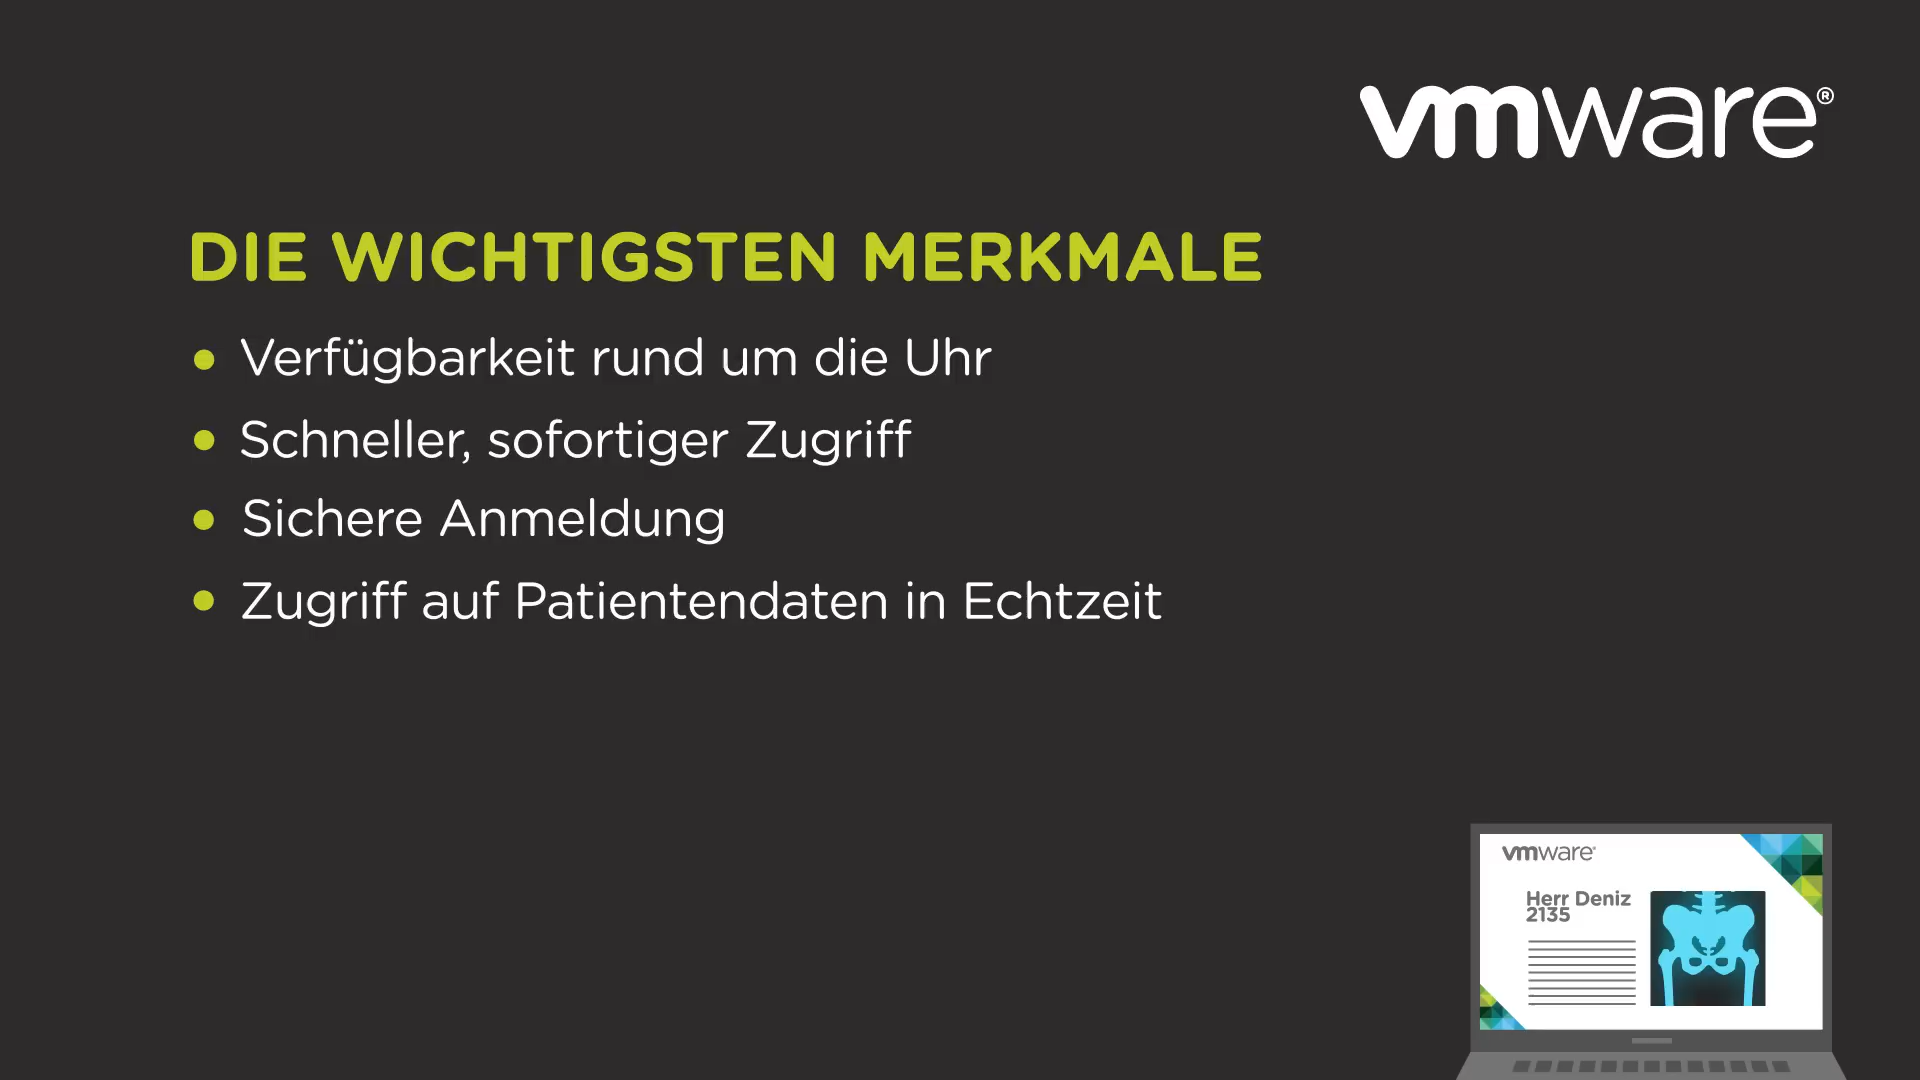 vmware®
DIE WICHTIGSTEN MERKMALE
• Verfügbarkeit rund um die Uhr
• Schneller, sofortiger Zugriff
• Sichere Anmeldung
• Zugriff auf Patientendaten in Echtzeit
vmware®
Herr Deniz
2135